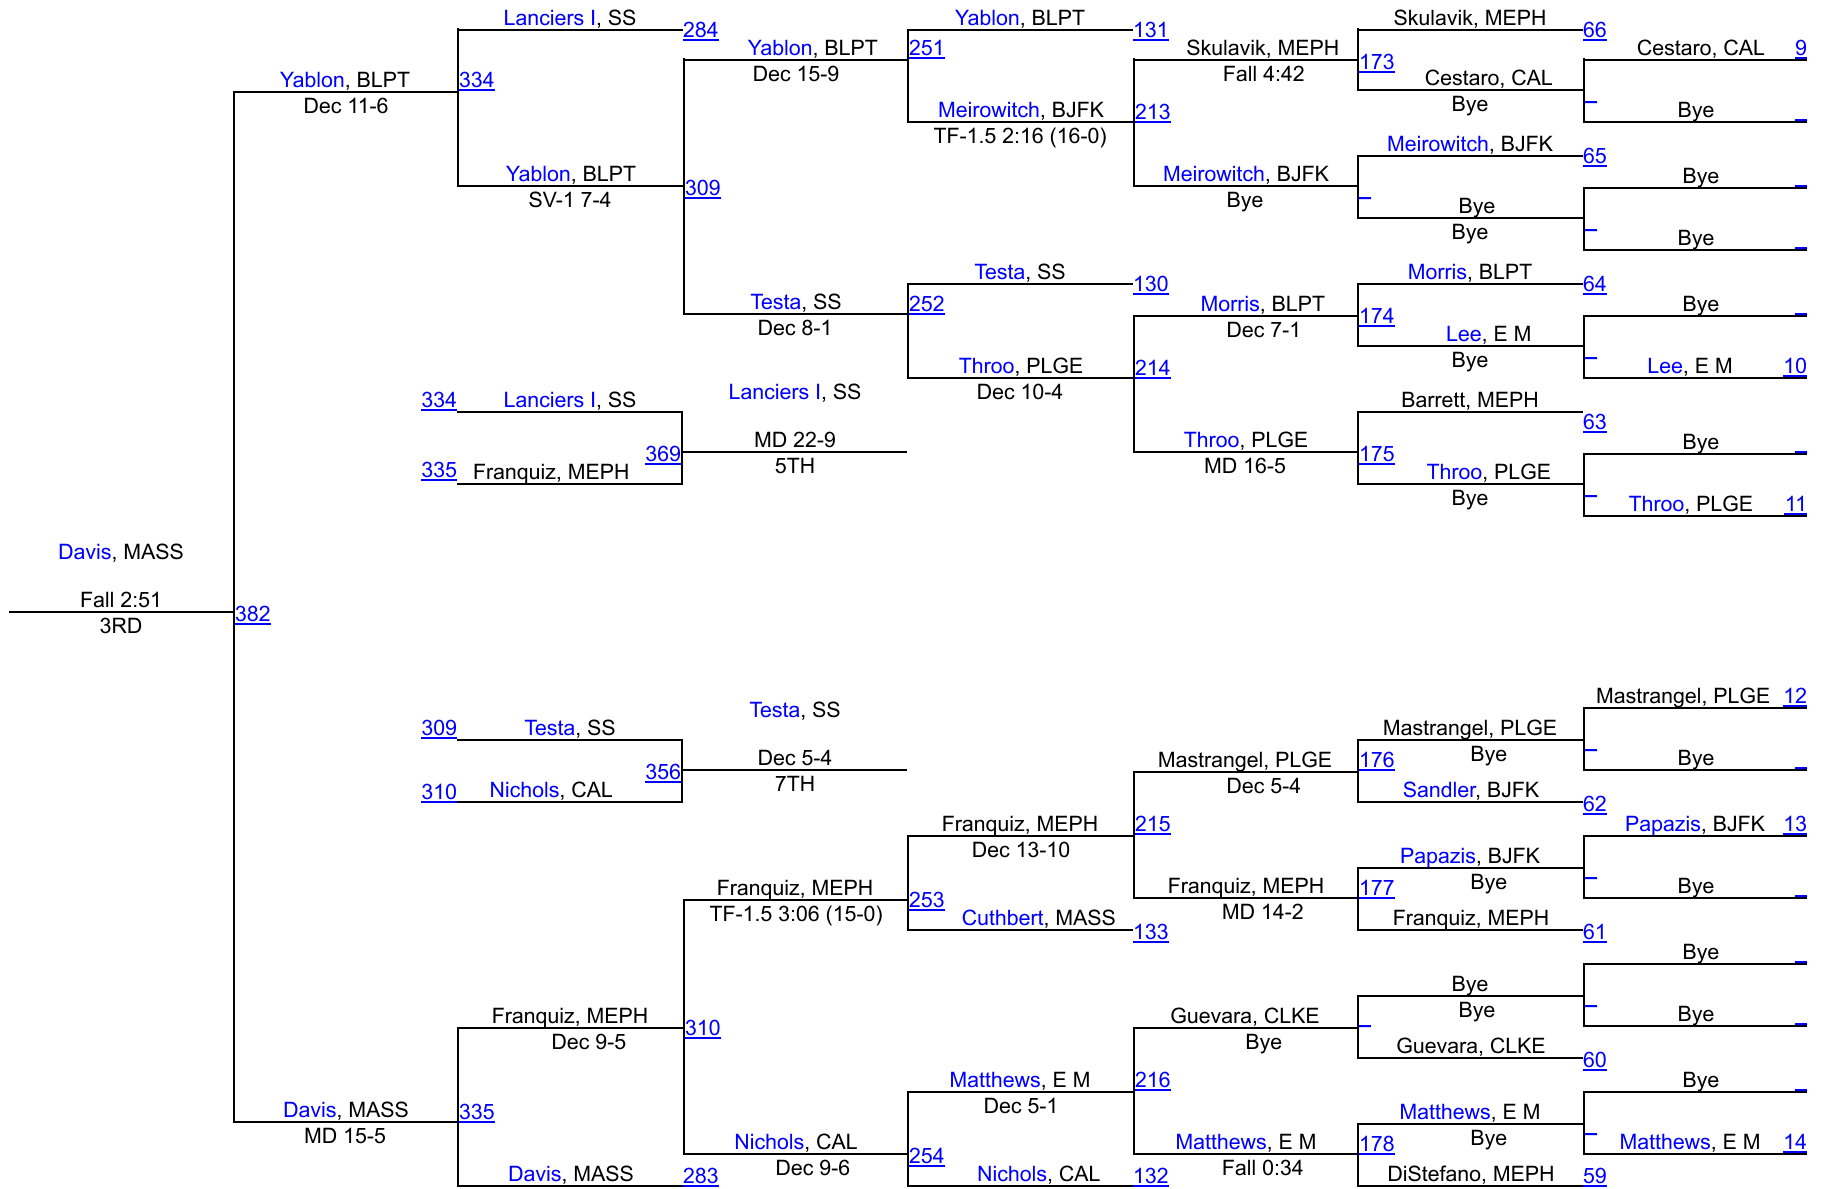 Lanciers I, SS
284
Yablon, BLPT
131
Skulavik, MEPH
66
Yablon, BLPT
251
Skulavik, MEPH
173
Cestaro, CAL 9
Dec 15-9
Fall 4:42
Yablon, BLPT
334
Cestaro, CAL
Dec 11-6
Bye
Meirowitch, BJFK
213
Bye
TF-1.5 2:16 (16-0)
Meirowitch, BJFK
65
Yablon, BLPT
309
Meirowitch, BJFK
Bye
SV-1 7-4
Bye
Bye
Bye
Bye
Testa, SS
130
Morris, BLPT
64
Testa, SS
252
Morris, BLPT
174
Bye
Dec 8-1
Dec 7-1
Lee, E M
Bye
Throo, PLGE
214
Lee, E M 10
Dec 10-4
Lanciers I, SS
334
Lanciers I, SS
Barrett, MEPH
63
MD 22-9
Throo, PLGE
175
Bye
369
5TH
MD 16-5
335
Franquiz, MEPH
Throo, PLGE
Bye
Throo, PLGE 11
Davis, MASS
Fall 2:51
382
3RD
Testa, SS
Mastrangel, PLGE 12
309
Testa, SS
Mastrangel, PLGE
Bye
Dec 5-4
Mastrangel, PLGE
176
Bye
356
7TH
Dec 5-4
310
Nichols, CAL
Sandler, BJFK
62
Franquiz, MEPH
215
Papazis, BJFK 13
Dec 13-10
Papazis, BJFK
Franquiz, MEPH
253
Franquiz, MEPH
177
Bye
Bye
TF-1.5 3:06 (15-0)
MD 14-2
Cuthbert, MASS
133
Franquiz, MEPH
61
Bye
Bye
Franquiz, MEPH
310
Guevara, CLKE
Bye
Bye
Dec 9-5
Bye
Guevara, CLKE
60
Matthews, E M
216
Bye
Dec 5-1
Davis, MASS
335
Matthews, E M
MD 15-5
Bye
Nichols, CAL
254
Matthews, E M
178
Matthews, E M 14
Dec 9-6
Fall 0:34
Davis, MASS
283
Nichols, CAL
132
DiStefano, MEPH
59